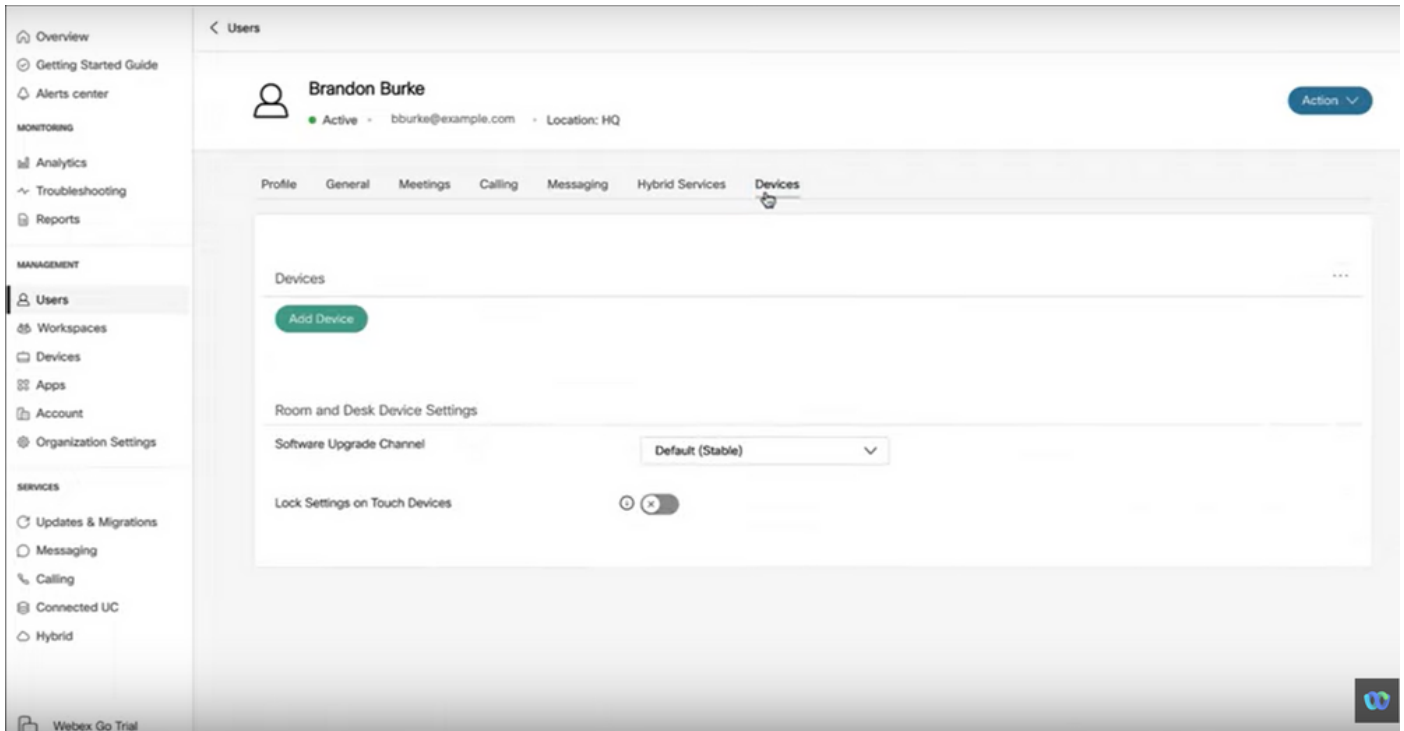 Overview
Getting Started Guide
Alerts center
MONITORING
Analytics
Troubleshooting
Reports
MANAGEMENT
Users
Workspaces
Devices
Apps
Account
Organization Settings
SERVICES
Updates & Migrations
Messaging
Calling
Connected UC
Hybrid
Webex Go Trial
Users
Brandon Burke
Active • bburke@example.com • Location: HQ
Action
Profile General Meetings Calling Messaging Hybrid Services Devices
Devices
...
Add Device
Room and Desk Device Settings
Software Upgrade Channel Default (Stable)
Lock Settings on Touch Devices